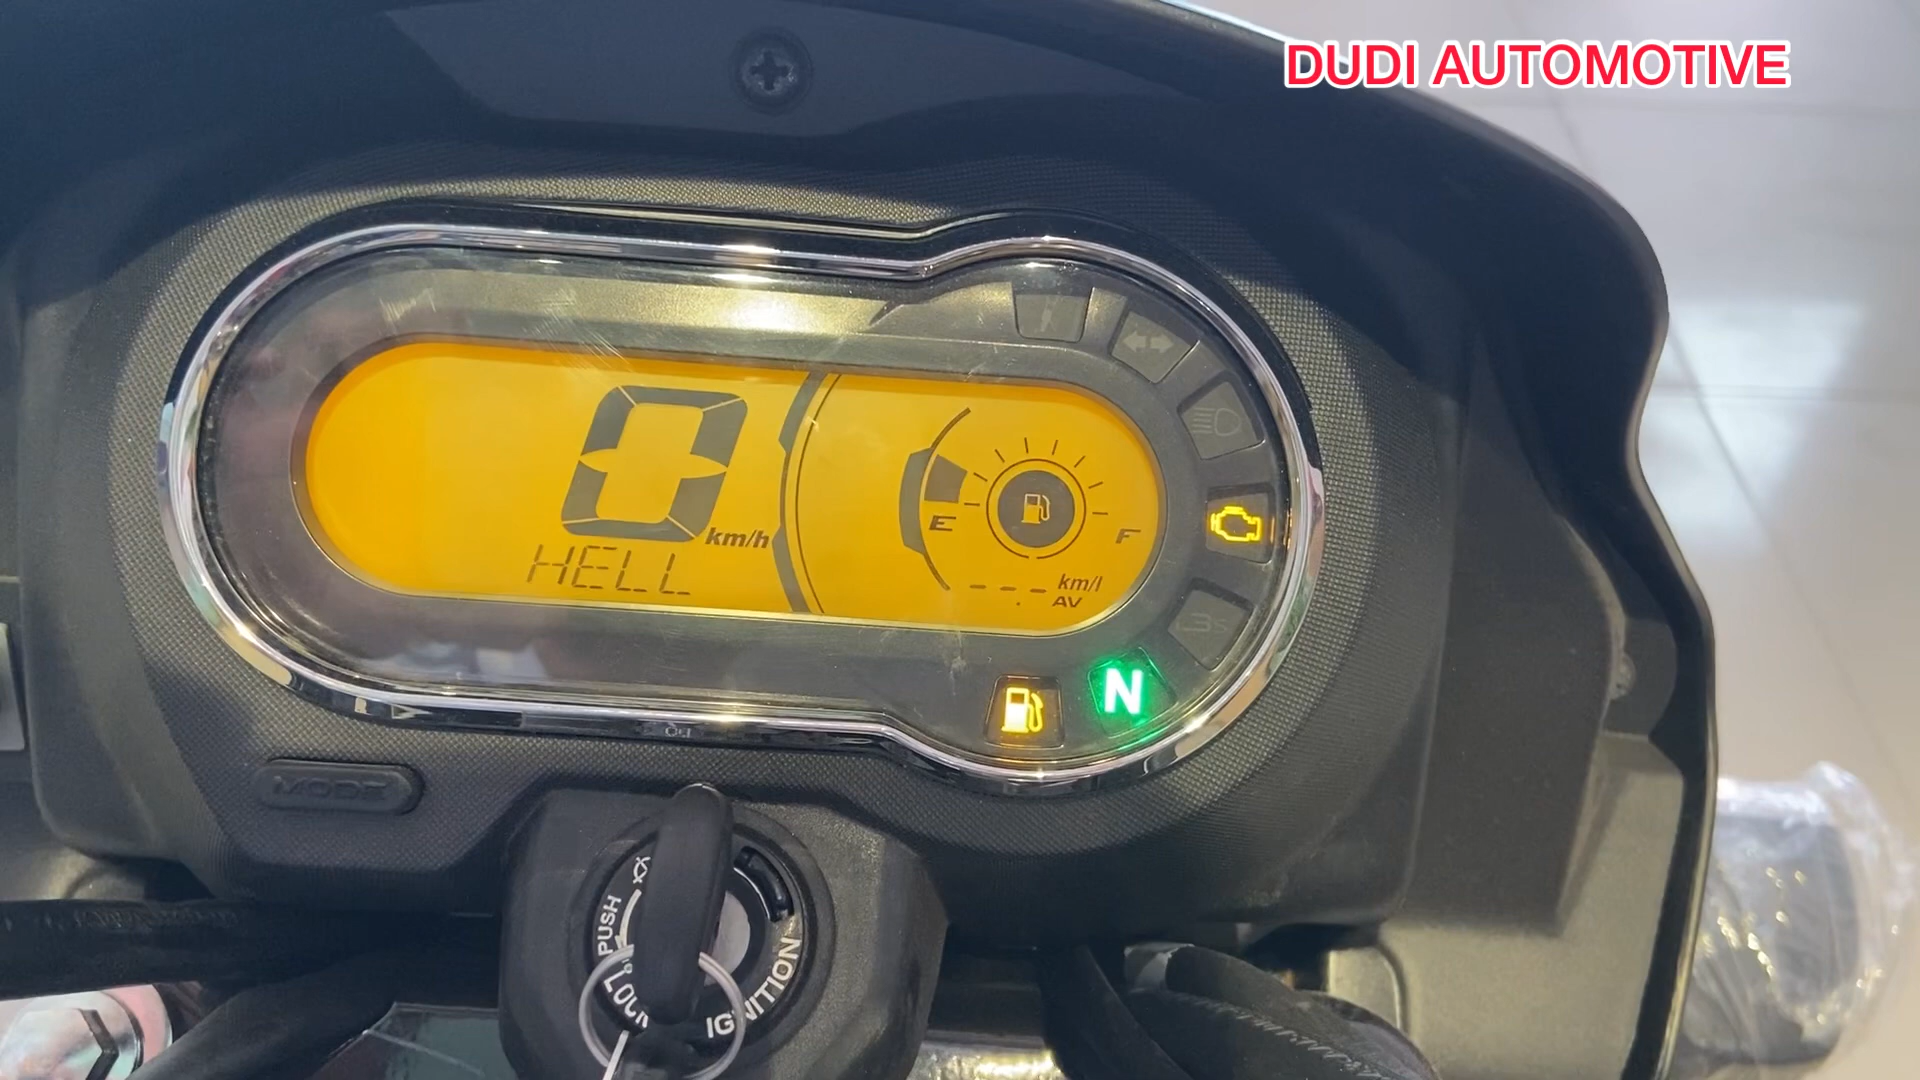 DUDI AUTOMOTIVE
0
km/h
HELL
E
F
---
km/l
AV
N
MODE
PUSH
LOCK
IGNITION